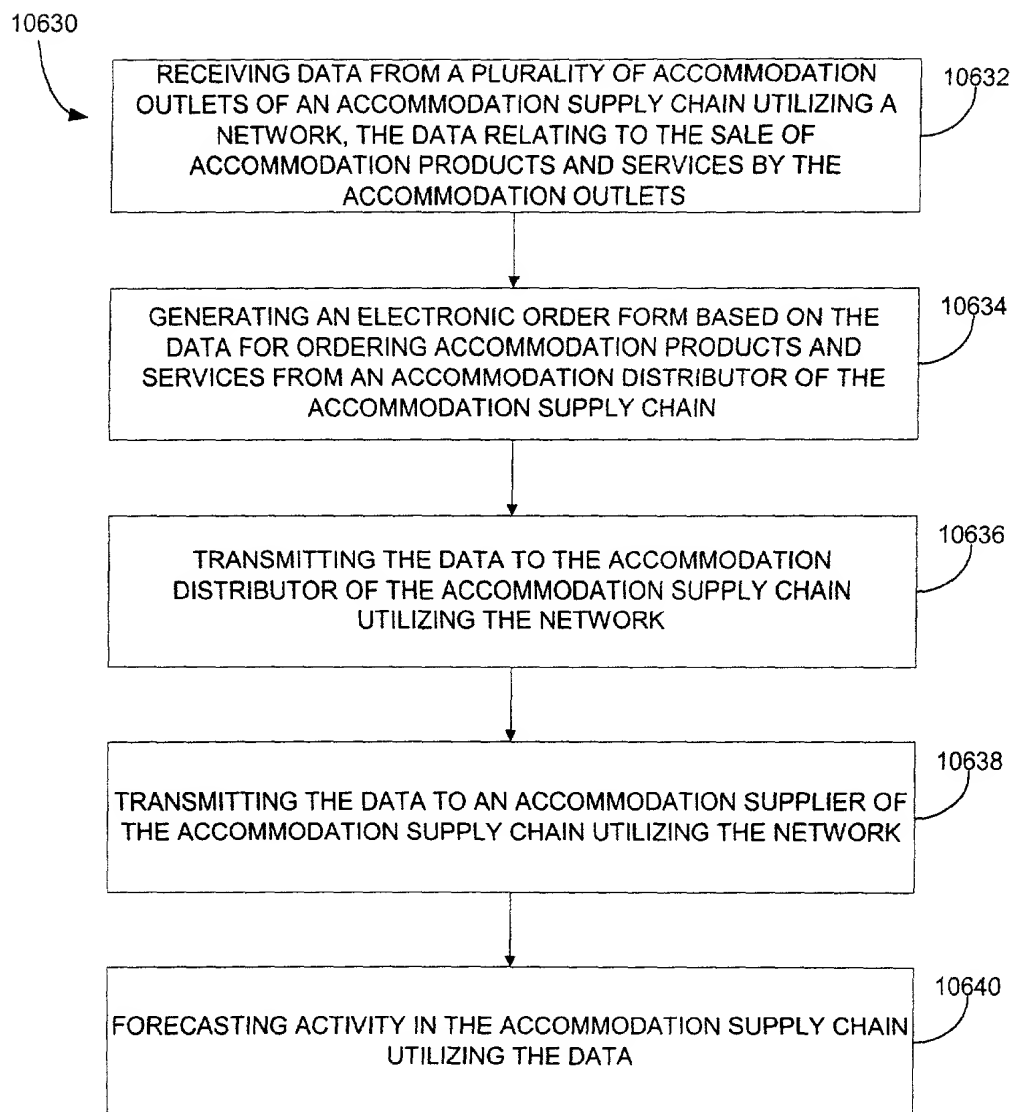 10630
RECEIVING DATA FROM A PLURALITY OF ACCOMMODATION
OUTLETS OF AN ACCOMMODATION SUPPLY CHAIN UTILIZING A
NETWORK, THE DATA RELATING TO THE SALE OF
ACCOMMODATION PRODUCTS AND SERVICES BY THE
ACCOMMODATION OUTLETS
10632
GENERATING AN ELECTRONIC ORDER FORM BASED ON THE
DATA FOR ORDERING ACCOMMODATION PRODUCTS AND
SERVICES FROM AN ACCOMMODATION DISTRIBUTOR OF THE
ACCOMMODATION SUPPLY CHAIN
10634
TRANSMITTING THE DATA TO THE ACCOMMODATION
DISTRIBUTOR OF THE ACCOMMODATION SUPPLY CHAIN
UTILIZING THE NETWORK
10636
TRANSMITTING THE DATA TO AN ACCOMMODATION SUPPLIER OF
THE ACCOMMODATION SUPPLY CHAIN UTILIZING THE NETWORK
10638
FORECASTING ACTIVITY IN THE ACCOMMODATION SUPPLY CHAIN
UTILIZING THE DATA
10640